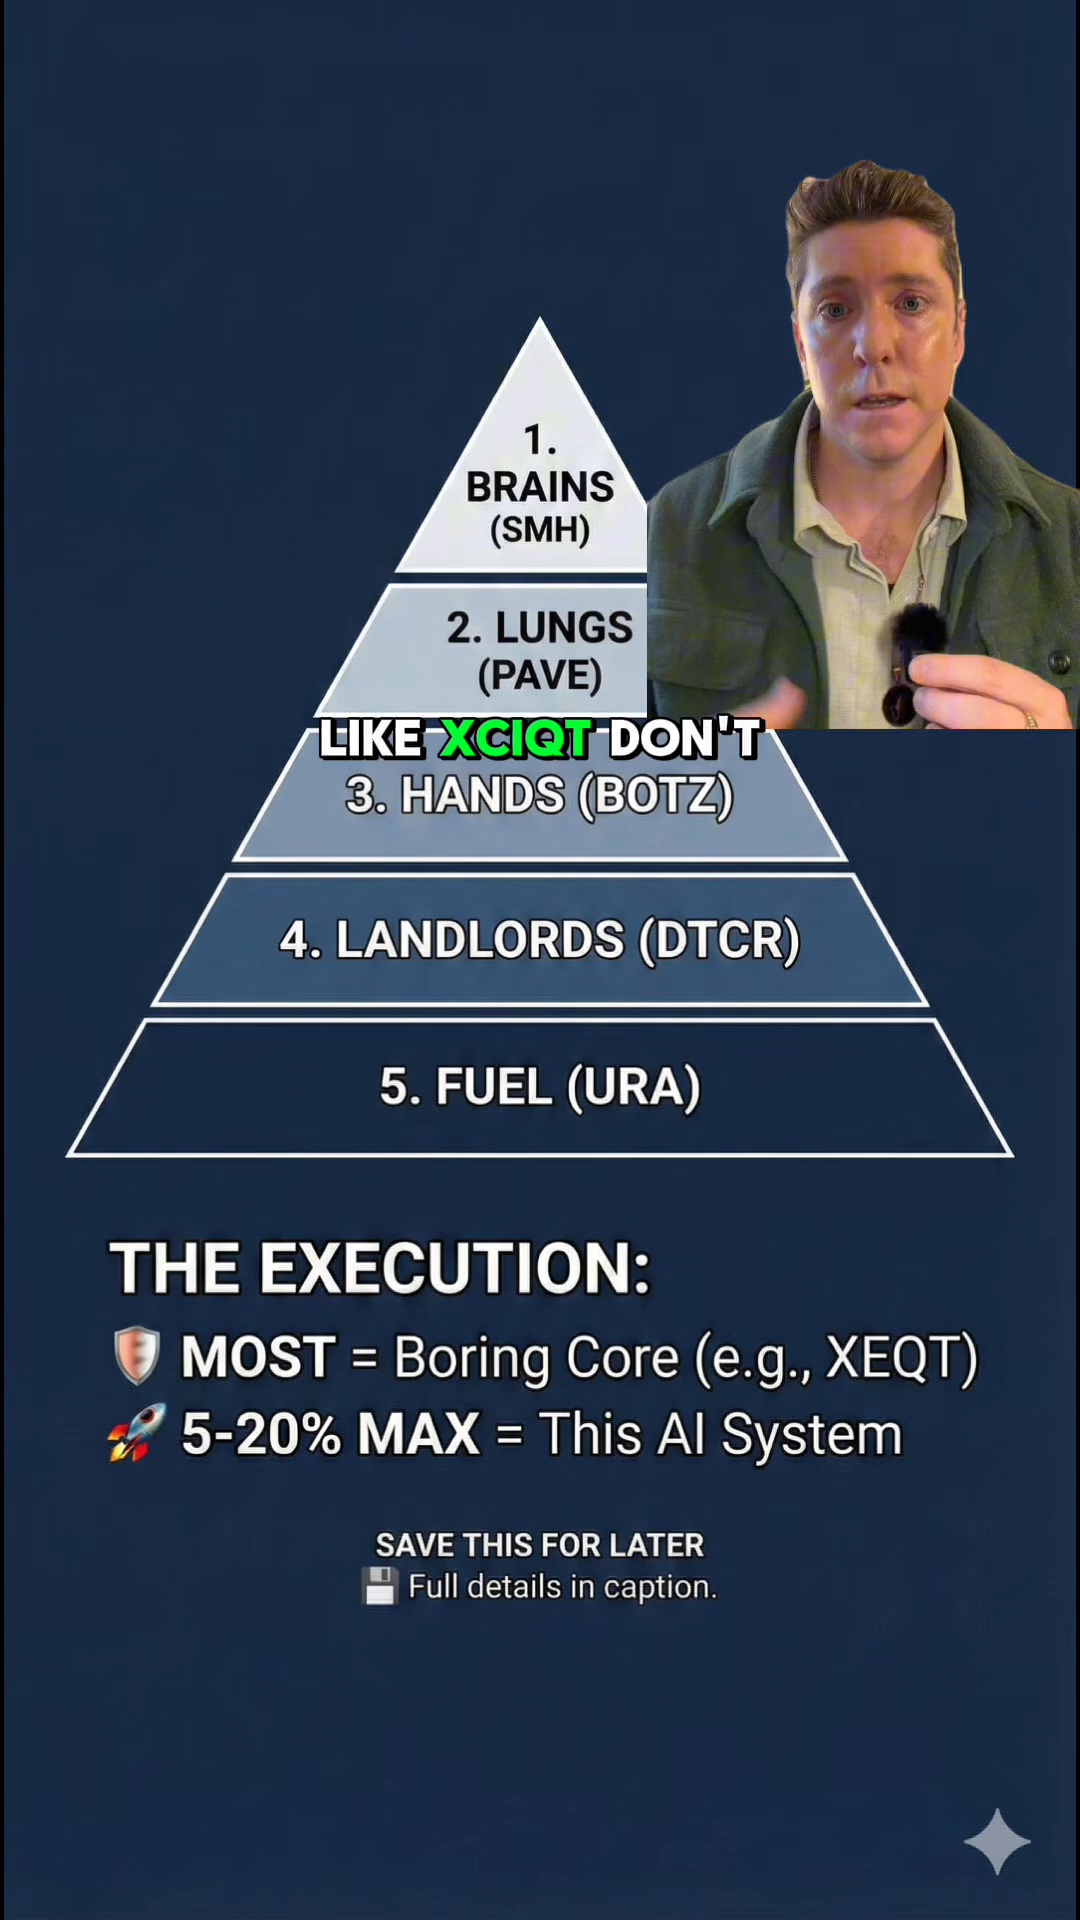 1.
BRAINS
(SMH)
2. LUNGS
(PAVE)
LIKE XCIQT DON'T
3. HANDS (BOTZ)
4. LANDLORDS (DTCR)
5. FUEL (URA)
THE EXECUTION:
MOST = Boring Core (e.g., XEQT)
5-20% MAX = This AI System
SAVE THIS FOR LATER
Full details in caption.